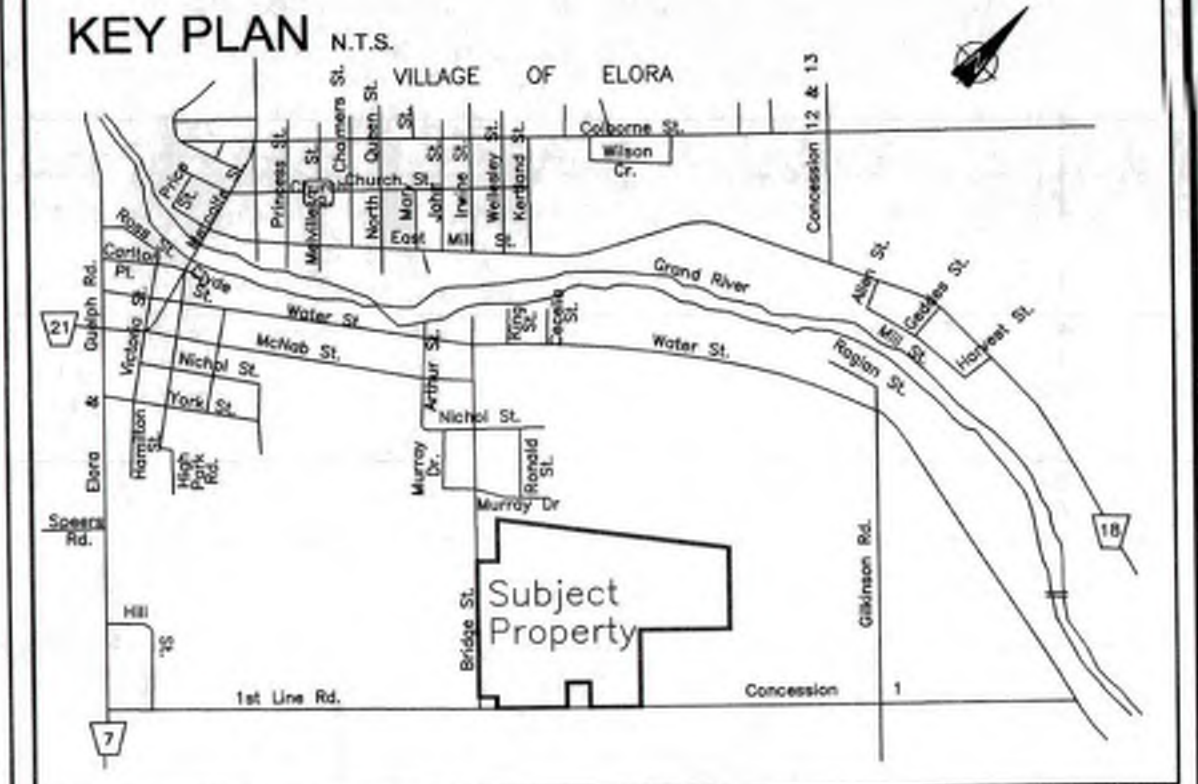 KEY PLAN N.T.S.
VILLAGE OF ELORA
Princess St.
Melville St.
Chalmers St.
North Queen St.
St.
John St.
Irvine St.
Wellesley St.
Kertland St.
Colborne St.
Wilson
Cr.
Concession 12 & 13
Price
St.
Metcalfe St.
Church St.
East Mill St.
Ross St.
Carlton
Pl.
Clyde
St.
Grand River
Allen St.
Geddes St.
Mill St.
Harvest St.
21
Elora & Guelph Rd.
Victoria St.
Water St
McNab St.
King
St.
Cecelia
St.
Water St.
Raglan St.
Nichol St.
York St.
Arthur St.
Nichol St.
Hamilton
St.
High
Park
Rd.
Murray
Dr.
Ronald
St.
Murray Dr
Speers
Rd.
18
Subject
Property
Bridge St.
Gilkinson Rd.
Hill
St.
1st Line Rd.
Concession 1
7